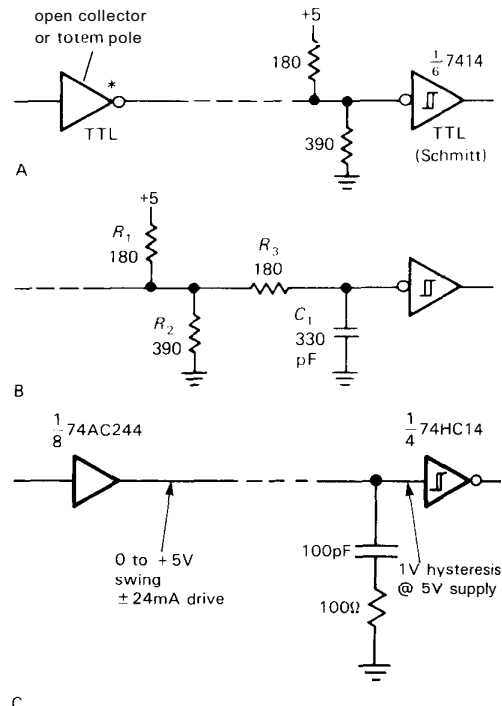 open collector
or totem pole
*
TTL
+5
180
390
1/6 7414
TTL
(Schmitt)
A
+5
R1
180
R2
390
R3
180
C1
330
pF
B
1/8 74AC244
0 to +5V
swing
±24mA drive
100pF
100Ω
1/4 74HC14
1V hysteresis
@ 5V supply
C